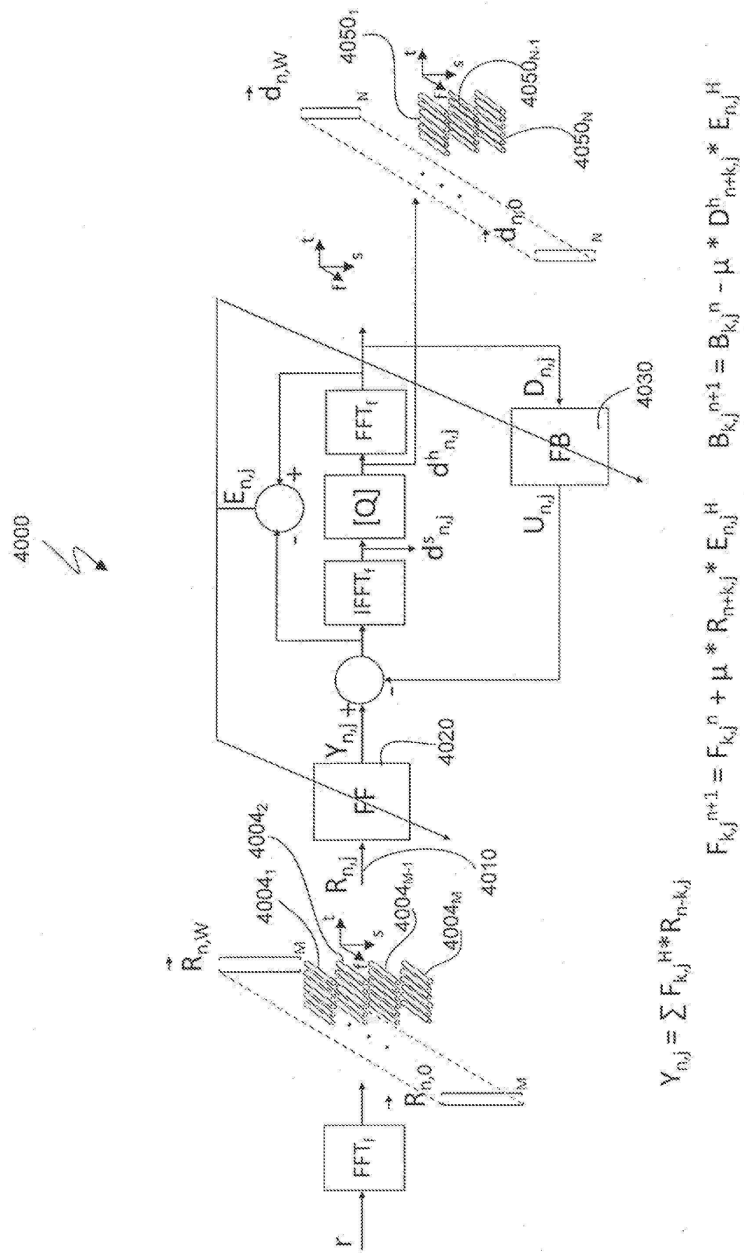 4000
r
FFT_f
→R_n,0
M
→R_n,W
M
4004_1
4004_2
4004_M-1
4004_M
t
f
s
R_n,j
4010
FF
4020
Y_n,j
+
-
IFFT_f
d^s_n,j
[Q]
d^h_n,j
FFT_f
E_n,j
-
+
D_n,j
FB
4030
U_n,j
t
f
s
→d_n,0
N
→d_n,W
N
4050_1
t
f
s
4050_N-1
4050_N
Y_n,j = ∑ F_k,j^H*R_n-k,j
F_k,j^n+1 = F_k,j^n + μ * R_n+k,j* E_n,j^H
B_k,j^n+1 = B_k,j^n - μ * D^h_n+k,j* E_n,j^H